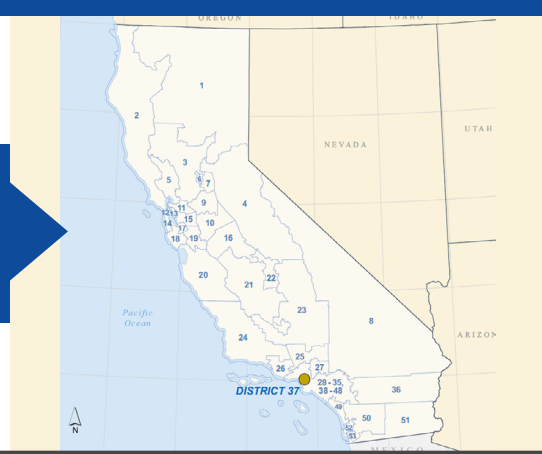 OREGON
IDAHO
1
2
UTAH
NEVADA
3
5
6
7
9
4
11
12
13
14
15
10
17
18
19
16
20
21
22
23
Pacific
Ocean
8
24
ARIZON
25
26
27
28 - 35,
36
DISTRICT 37
38 - 48
49
50
51
52
53
N
MEXICO